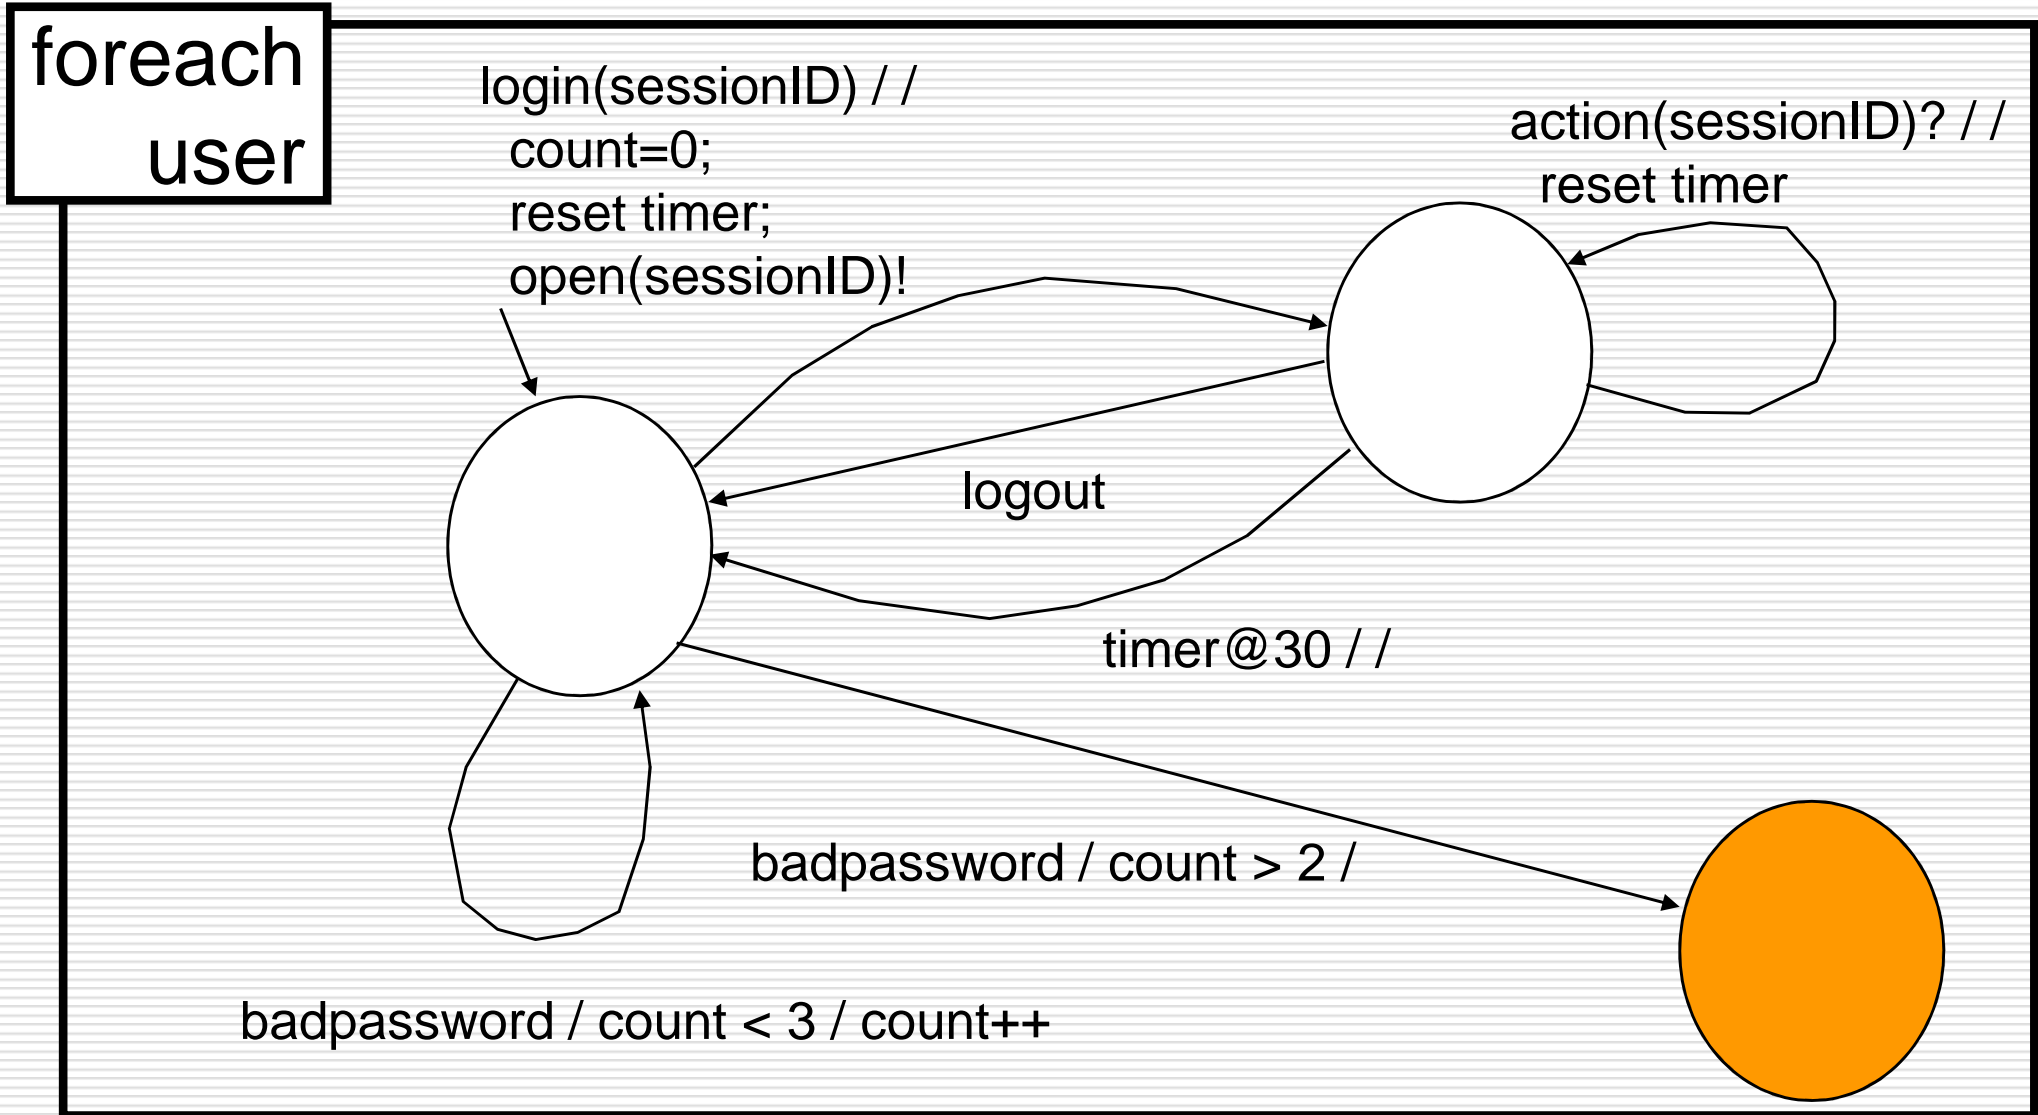 foreach
user
login(sessionID) / /
count=0;
reset timer;
open(sessionID)!
action(sessionID)? / /
reset timer
logout
timer@30 / /
badpassword / count > 2 /
badpassword / count < 3 / count++